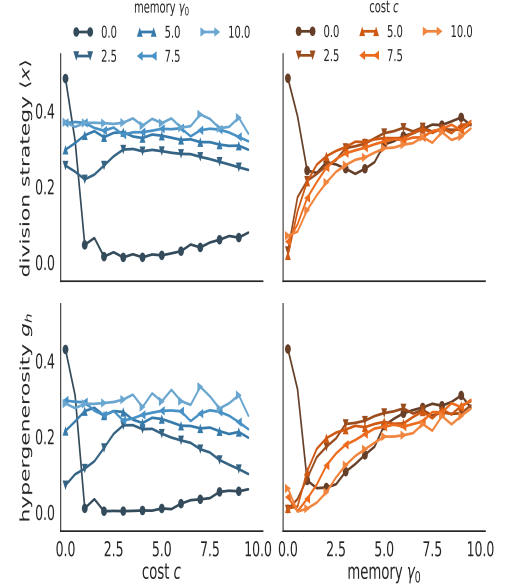 memory γ₀
0.0 5.0 10.0
2.5 7.5
cost c
0.0 5.0 10.0
2.5 7.5
division strategy ⟨x⟩
0.4
0.2
0.0
hypergenerosity gₕ
0.4
0.2
0.0
0.0 2.5 5.0 7.5 10.0
cost c
0.0 2.5 5.0 7.5 10.0
memory γ₀